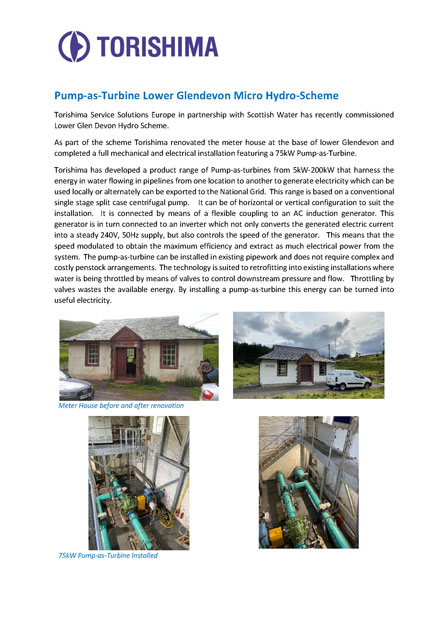 TORISHIMA
Pump-as-Turbine Lower Glendevon Micro Hydro-Scheme
Torishima Service Solutions Europe in partnership with Scottish Water has recently commissioned
Lower Glen Devon Hydro Scheme.
As part of the scheme Torishima renovated the meter house at the base of lower Glendevon and
completed a full mechanical and electrical installation featuring a 75kW Pump-as-Turbine.
Torishima has developed a product range of Pump-as-turbines from 5kW-200kW that harness the
energy in water flowing in pipelines from one location to another to generate electricity which can be
used locally or alternately can be exported to the National Grid. This range is based on a conventional
single stage split case centrifugal pump. It can be of horizontal or vertical configuration to suit the
installation. It is connected by means of a flexible coupling to an AC induction generator. This
generator is in turn connected to an inverter which not only converts the generated electric current
into a steady 240V, 50Hz supply, but also controls the speed of the generator. This means that the
speed modulated to obtain the maximum efficiency and extract as much electrical power from the
system. The pump-as-turbine can be installed in existing pipework and does not require complex and
costly penstock arrangements. The technology is suited to retrofitting into existing installations where
water is being throttled by means of valves to control downstream pressure and flow. Throttling by
valves wastes the available energy. By installing a pump-as-turbine this energy can be turned into
useful electricity.
Meter House before and after renovation
75kW Pump-as-Turbine Installed